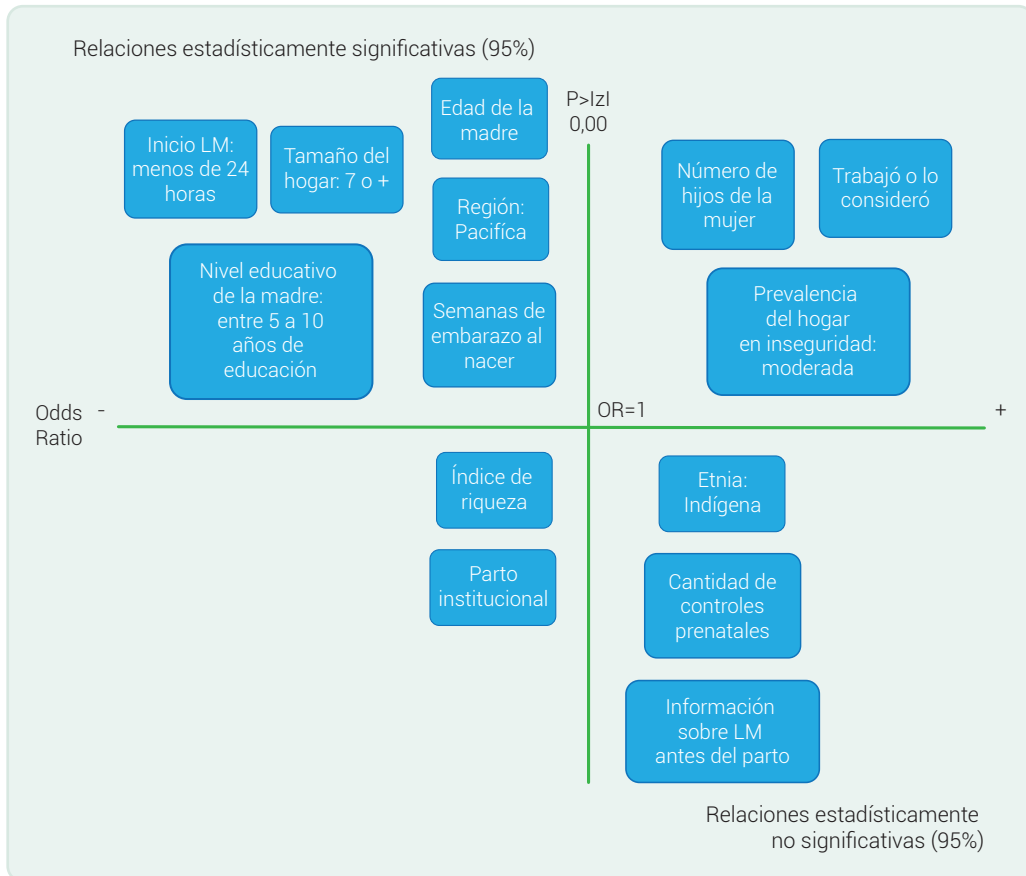 Relaciones estadísticamente significativas (95%)
Edad de la
madre
P>IzI
0,00
Inicio LM:
menos de 24
horas
Tamaño del
hogar: 7 o +
Región:
Pacifíca
Número de
hijos de la
mujer
Trabajó o lo
consideró
Nivel educativo
de la madre:
entre 5 a 10
años de
educación
Semanas de
embarazo al
nacer
Prevalencia
del hogar
en inseguridad:
moderada
Odds
Ratio
-
OR=1
+
Índice de
riqueza
Etnia:
Indígena
Parto
institucional
Cantidad de
controles
prenatales
Información
sobre LM
antes del parto
Relaciones estadísticamente
no significativas (95%)